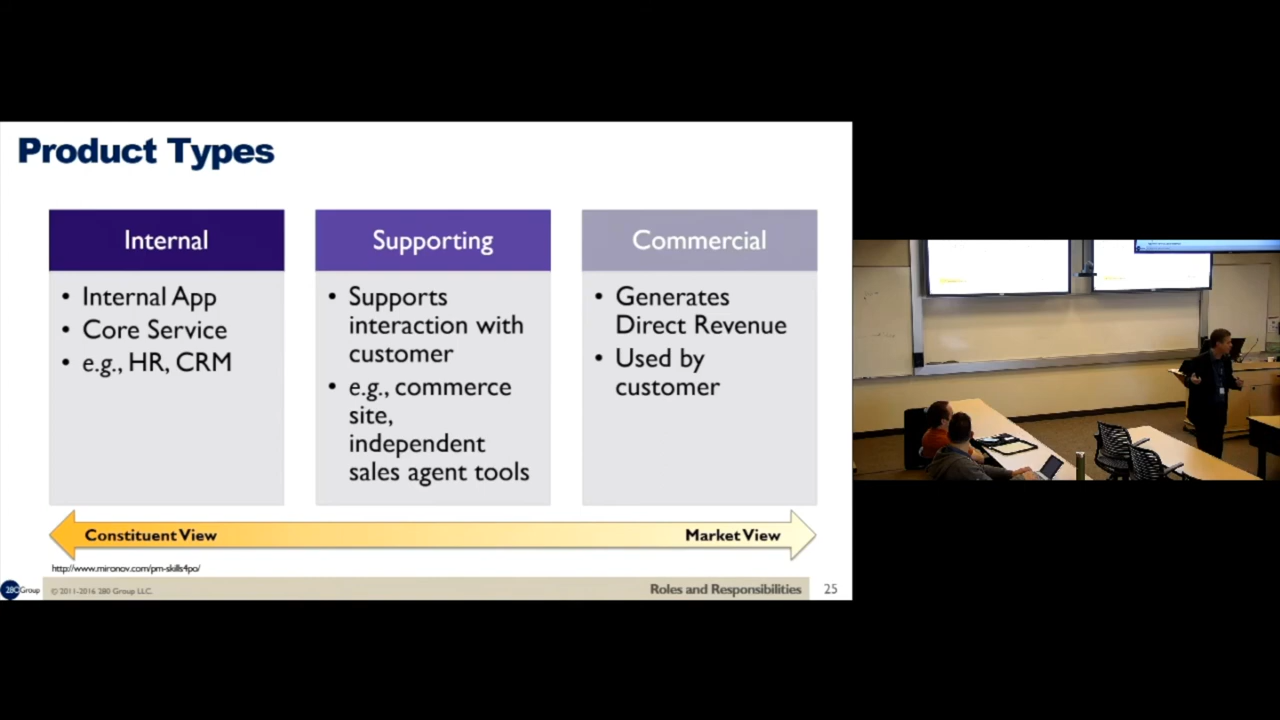 Product Types
Internal
• Internal App
• Core Service
• e.g., HR, CRM
Supporting
• Supports
interaction with
customer
• e.g., commerce
site,
independent
sales agent tools
Commercial
• Generates
Direct Revenue
• Used by
customer
Constituent View
Market View
http://www.mironov.com/pm-skills4po/
280 Group
© 2011-2016 280 Group LLC.
Roles and Responsibilities
25